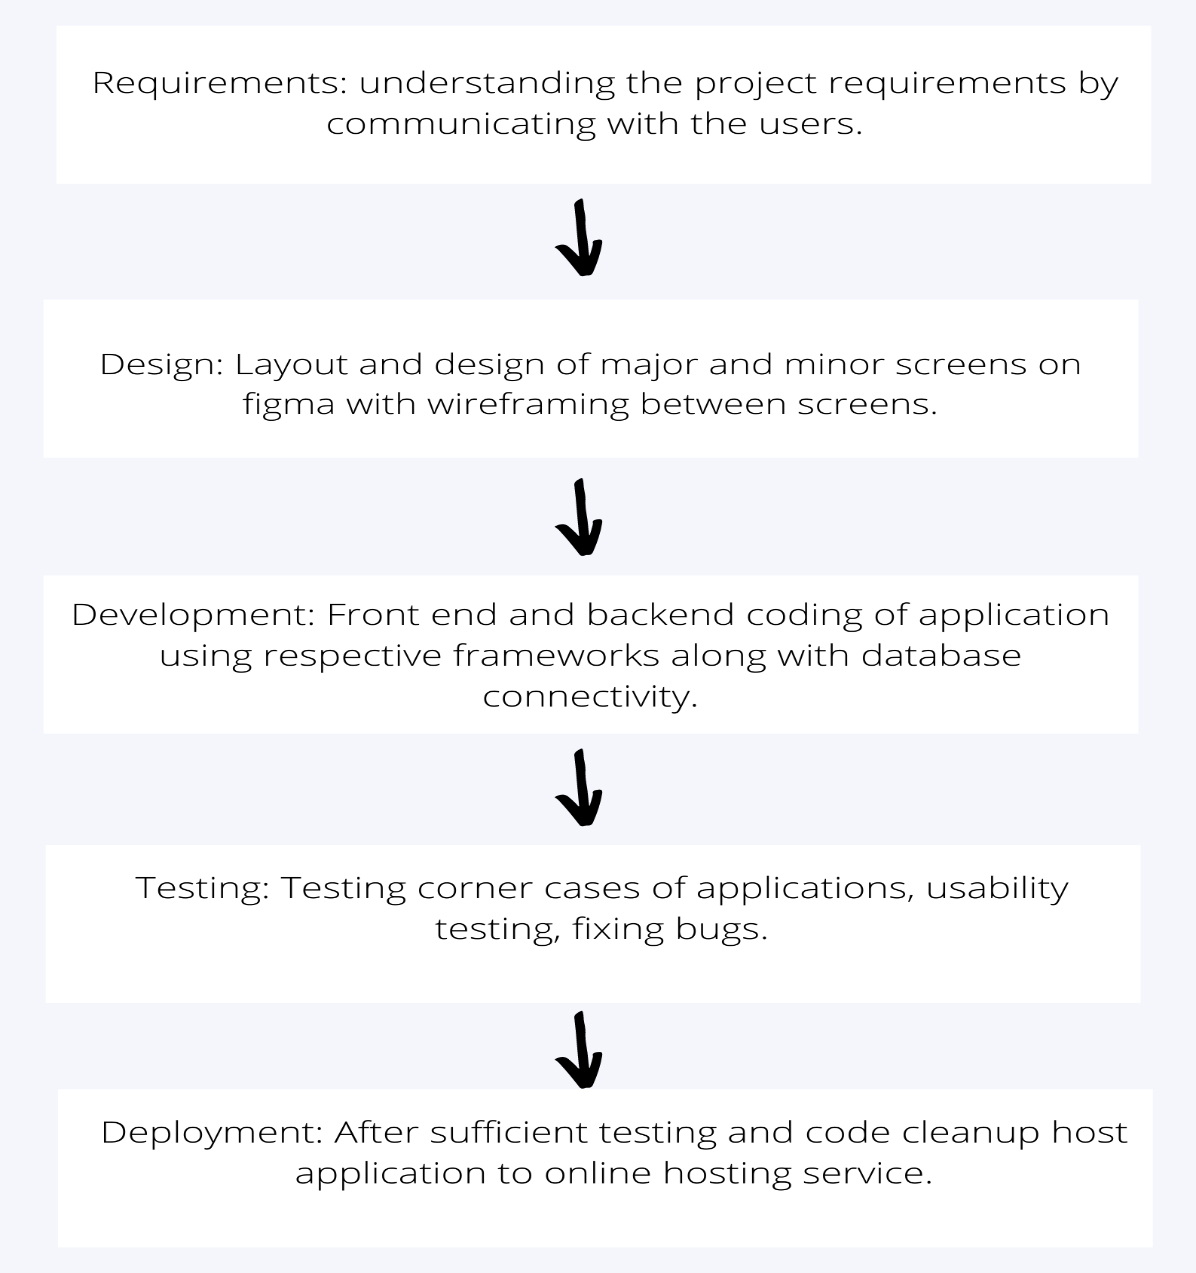 Requirements: understanding the project requirements by
communicating with the users.
Design: Layout and design of major and minor screens on
figma with wireframing between screens.
Development: Front end and backend coding of application
using respective frameworks along with database
connectivity.
Testing: Testing corner cases of applications, usability
testing, fixing bugs.
Deployment: After sufficient testing and code cleanup host
application to online hosting service.